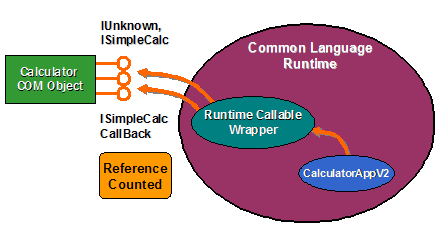 IUnknown,
ISimpleCalc
Calculator
COM Object
ISimpleCalc
CallBack
Reference
Counted
Common Language
Runtime
Runtime Callable
Wrapper
CalculatorAppV2